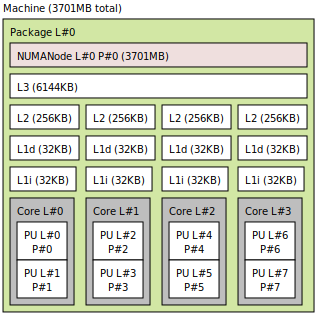 Machine (3701MB total)
Package L#0
NUMANode L#0 P#0 (3701MB)
L3 (6144KB)
L2 (256KB) L2 (256KB) L2 (256KB) L2 (256KB)
L1d (32KB) L1d (32KB) L1d (32KB) L1d (32KB)
L1i (32KB) L1i (32KB) L1i (32KB) L1i (32KB)
Core L#0 Core L#1 Core L#2 Core L#3
PU L#0 PU L#2 PU L#4 PU L#6
P#0 P#2 P#4 P#6
PU L#1 PU L#3 PU L#5 PU L#7
P#1 P#3 P#5 P#7